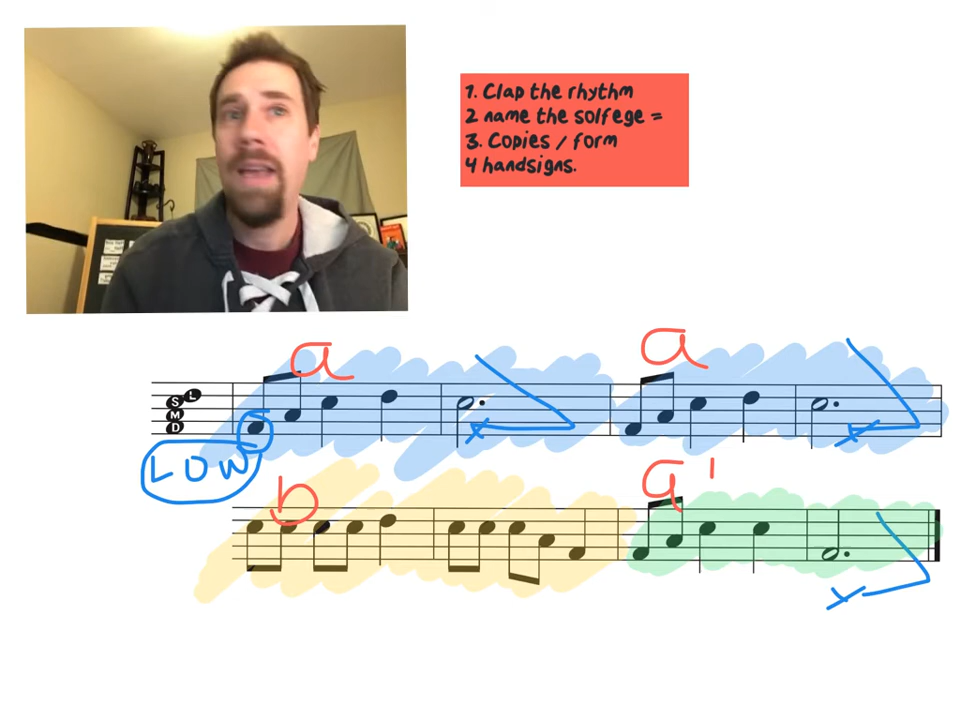 1. Clap the rhythm
2 name the solfege =
3. Copies / form
4 handsigns.
a
a
S L
M
D
LOW
b
a'